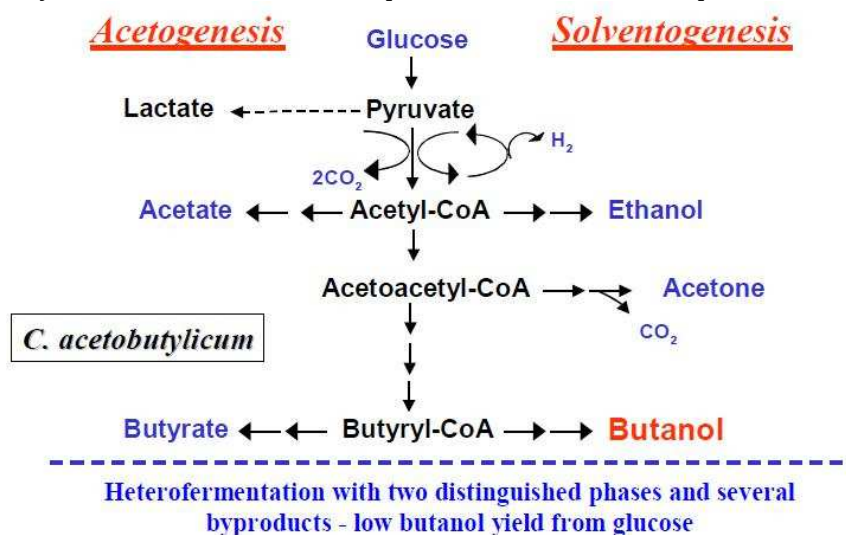 Acetogenesis Glucose Solventogenesis
Lactate Pyruvate
H₂
2CO₂
Acetate Acetyl-CoA Ethanol
Acetoacetyl-CoA Acetone
C. acetobutylicum
CO₂
Butyrate Butyryl-CoA Butanol
Heterofermentation with two distinguished phases and several
byproducts - low butanol yield from glucose